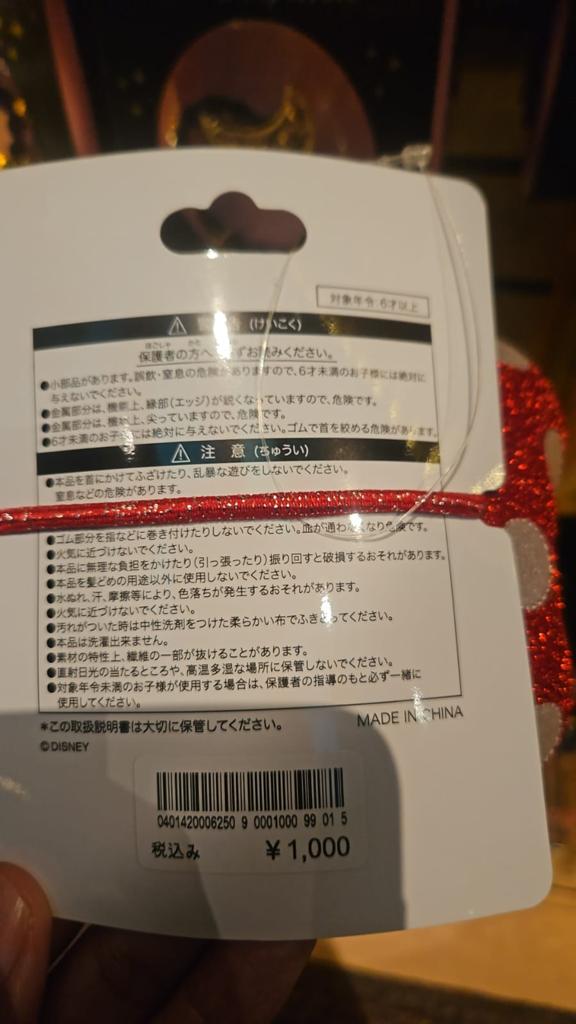 対象年令 6才以上
(けいこく)
ほごしゃ かた
保護者の方へ ずお読みください。
●小部品があります。誤飲・窒息の危険がありますので、6才未満のお子様には絶対に
与えないでください。
●金属部分は、機能上、縁部(エッジ)が鋭くなっていますので、危険です。
●金属部分は、機能上、尖っていますので、危険です。
●6才未満のお子様には絶対に与えないでください。ゴムで首を絞める危険があります。
注 意 (ちゅうい)
●本品を首にかけてふざけたり、乱暴な遊びをしないでください。
窒息などの危険があります。
●ゴム部分を指などに巻き付けたりしないでください。血が通わなくなり危険です。
●火気に近づけないでください。
●本品に無理な負担をかけたり(引っ張ったり)振り回すと破損するおそれがあります。
●本品を髪どめの用途以外に使用しないでください。
●水ぬれ、汗、摩擦等により、色落ちが発生するおそれがあります。
●火気に近づけないでください。
●汚れがついた時は中性洗剤をつけた柔らかい布でふきとってください。
●本品は洗濯出来ません。
●素材の特性上、繊維の一部が抜けることがあります。
●直射日光の当たるところや、高温多湿な場所に保管しないでください。
●対象年令未満のお子様が使用する場合は、保護者の指導のもと必ず一緒に
使用してください。
*この取扱説明書は大切に保管してください。
©DISNEY
MADE IN CHINA
0401420006250 9 0001000 99 01 5
税込み ¥1,000